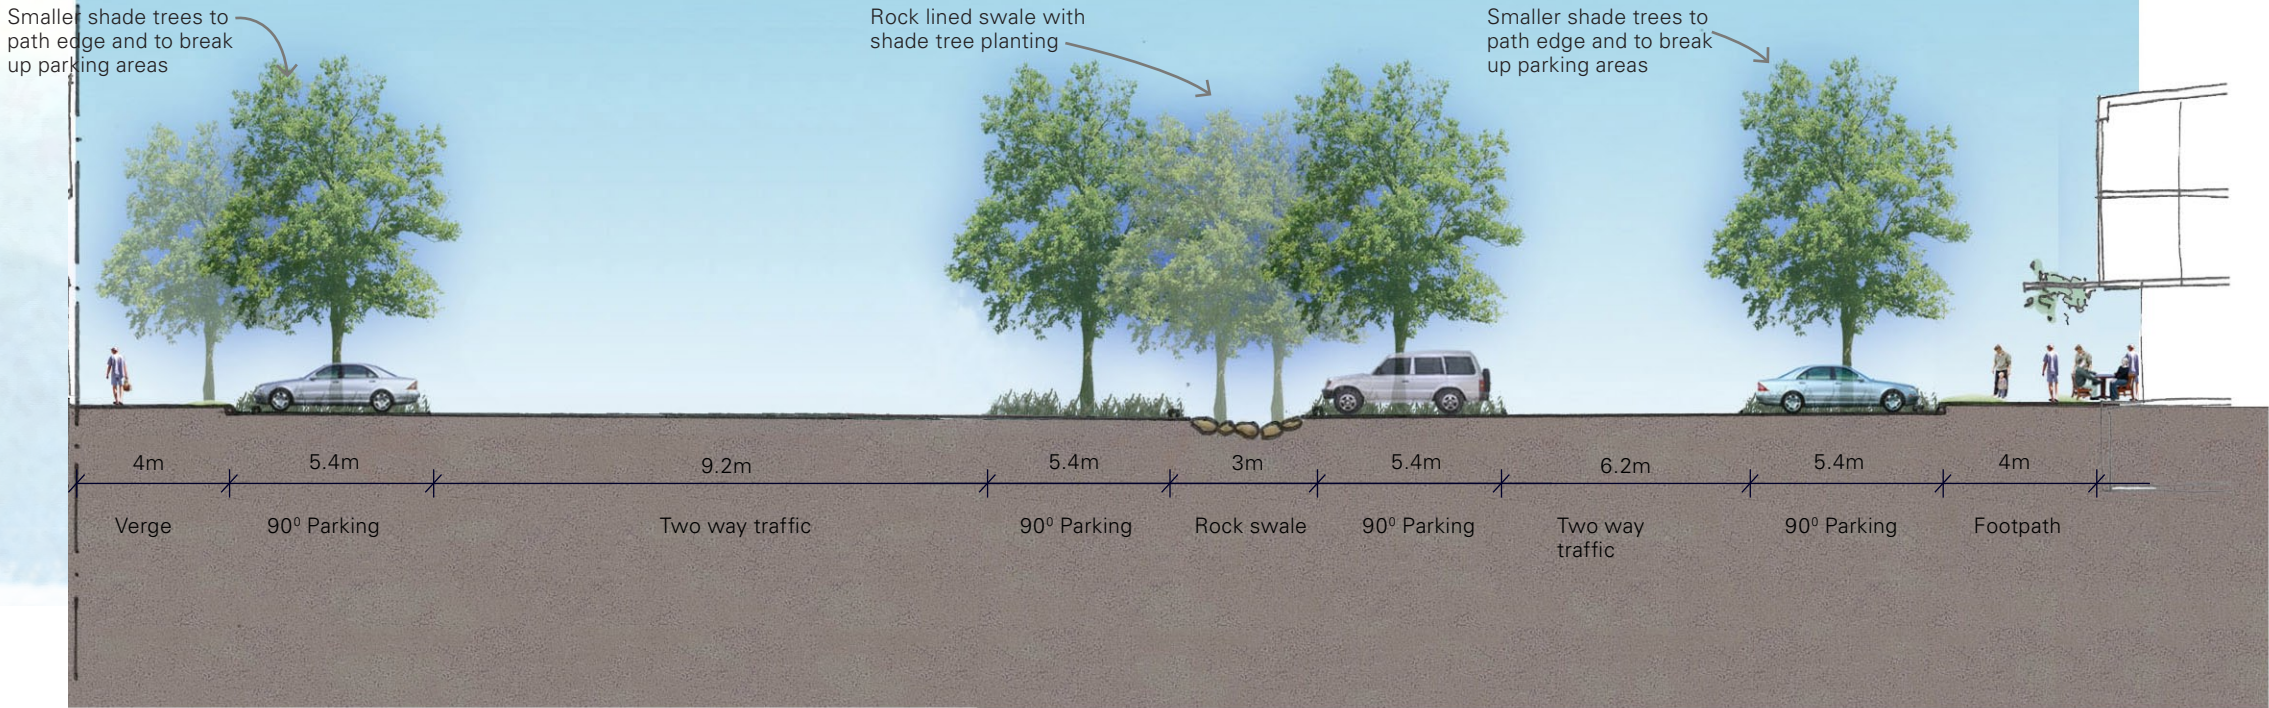 Smaller shade trees to
path edge and to break
up parking areas
Rock lined swale with
shade tree planting
Smaller shade trees to
path edge and to break
up parking areas
4m
5.4m
9.2m
5.4m
3m
5.4m
6.2m
5.4m
4m
Verge
90⁰ Parking
Two way traffic
90⁰ Parking
Rock swale
90⁰ Parking
Two way
traffic
90⁰ Parking
Footpath